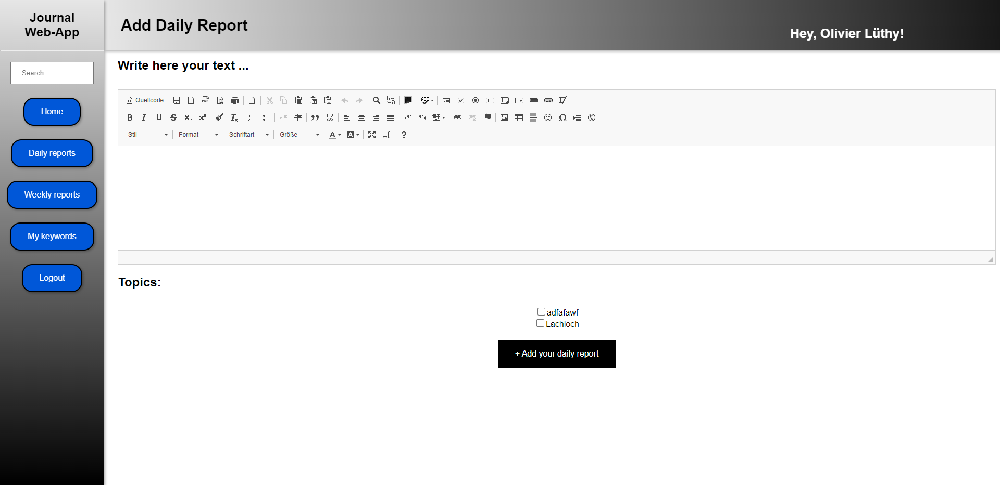 Journal
Web-App
Add Daily Report
Hey, Olivier Lüthy!
Search
Home
Daily reports
Weekly reports
My keywords
Logout
Write here your text ...
Quellcode
Stil Format Schriftart Größe
Topics:
adfafawf
Lachloch
+ Add your daily report